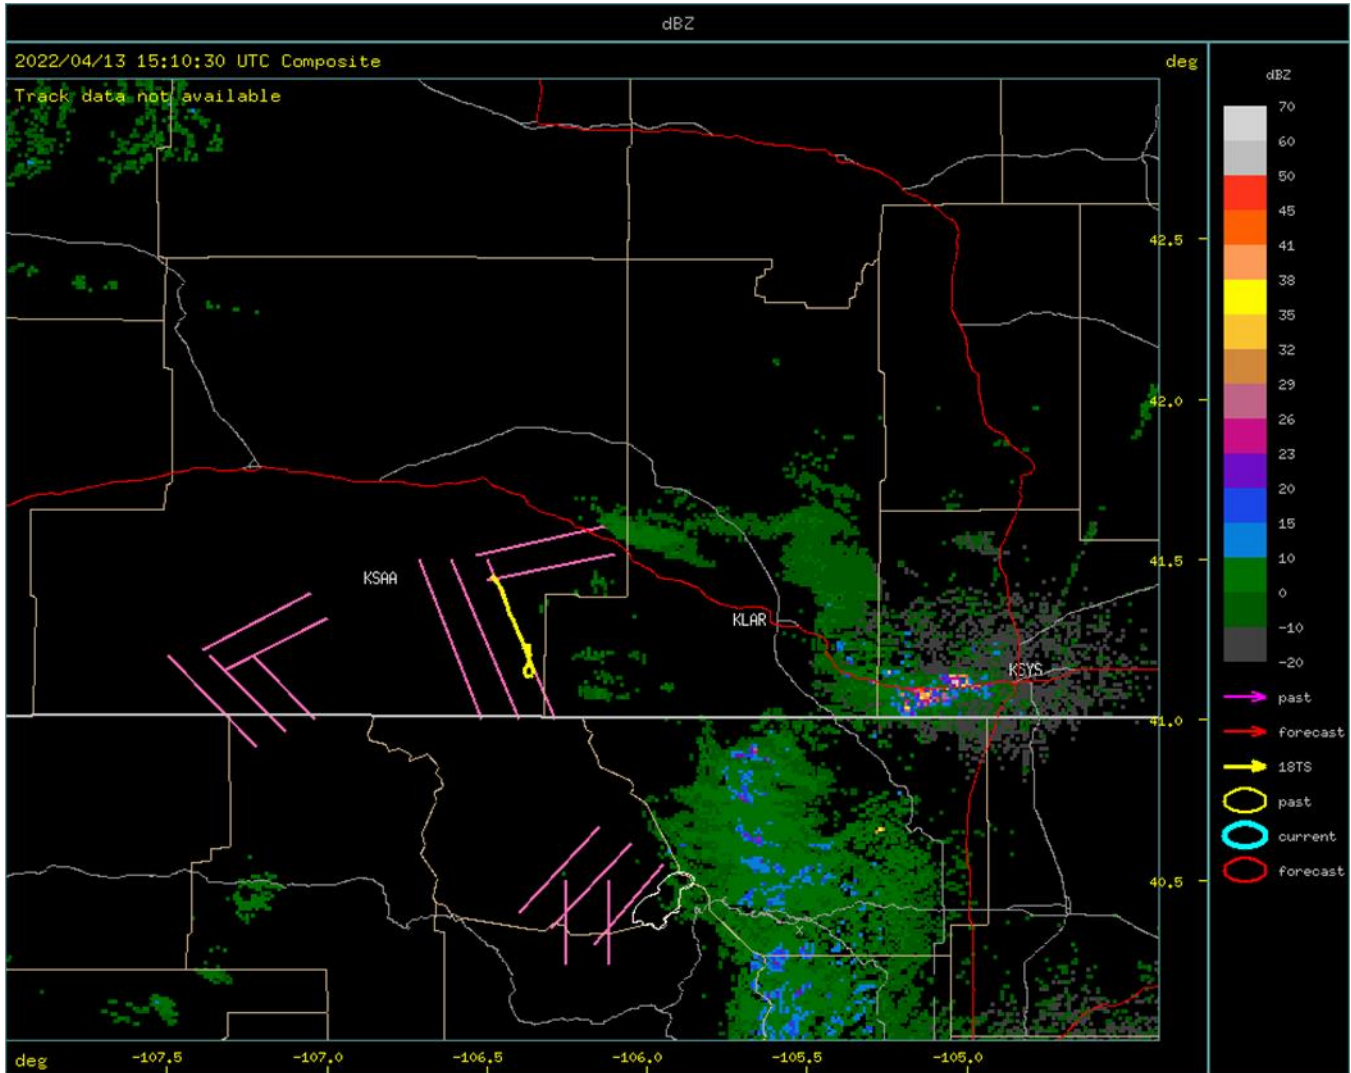 dBZ
2022/04/13 15:10:30 UTC Composite
deg
Track data not available
dBZ
70
60
50
45
41
38
35
32
29
26
23
20
15
10
0
-10
-20
past
forecast
18TS
past
current
forecast
42.5
42.0
41.5
41.0
40.5
KSAA
KLAR
KSYS
deg
-107.5
-107.0
-106.5
-106.0
-105.5
-105.0